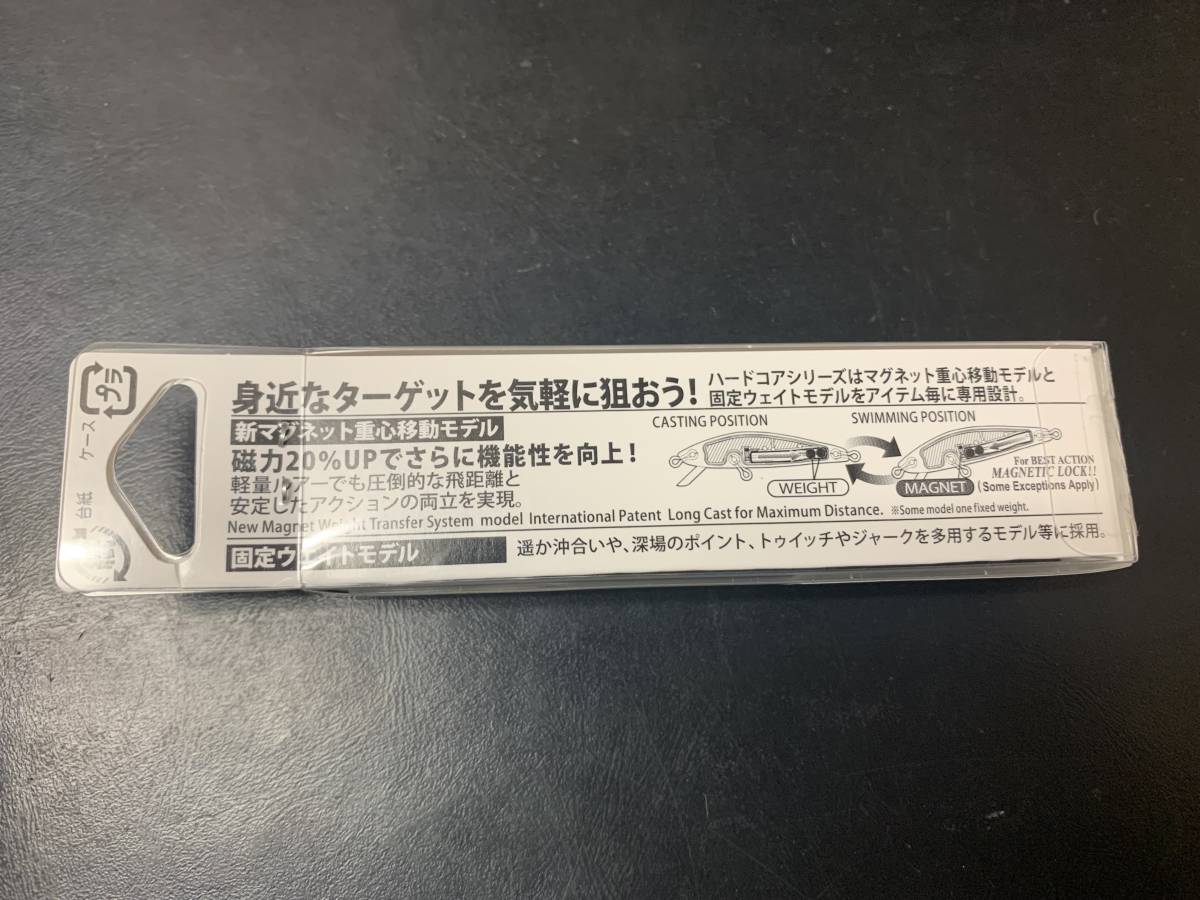 プラ
ケース
台紙
身近なターゲットを気軽に狙おう!
ハードコアシリーズはマグネット重心移動モデルと
固定ウェイトモデルをアイテム毎に専用設計。
新マグネット重心移動モデル
磁力20%UPでさらに機能性を向上!
軽量ルアーでも圧倒的な飛距離と
安定したアクションの両立を実現。
CASTING POSITION
SWIMMING POSITION
WEIGHT
MAGNET
For BEST ACTION
MAGNETIC LOCK!!
(Some Exceptions Apply)
New Magnet Weight Transfer System model International Patent Long Cast for Maximum Distance. ※Some model one fixed weight.
固定ウエイトモデル
遥か沖合いや、深場のポイント、トゥイッチやジャークを多用するモデル等に採用。